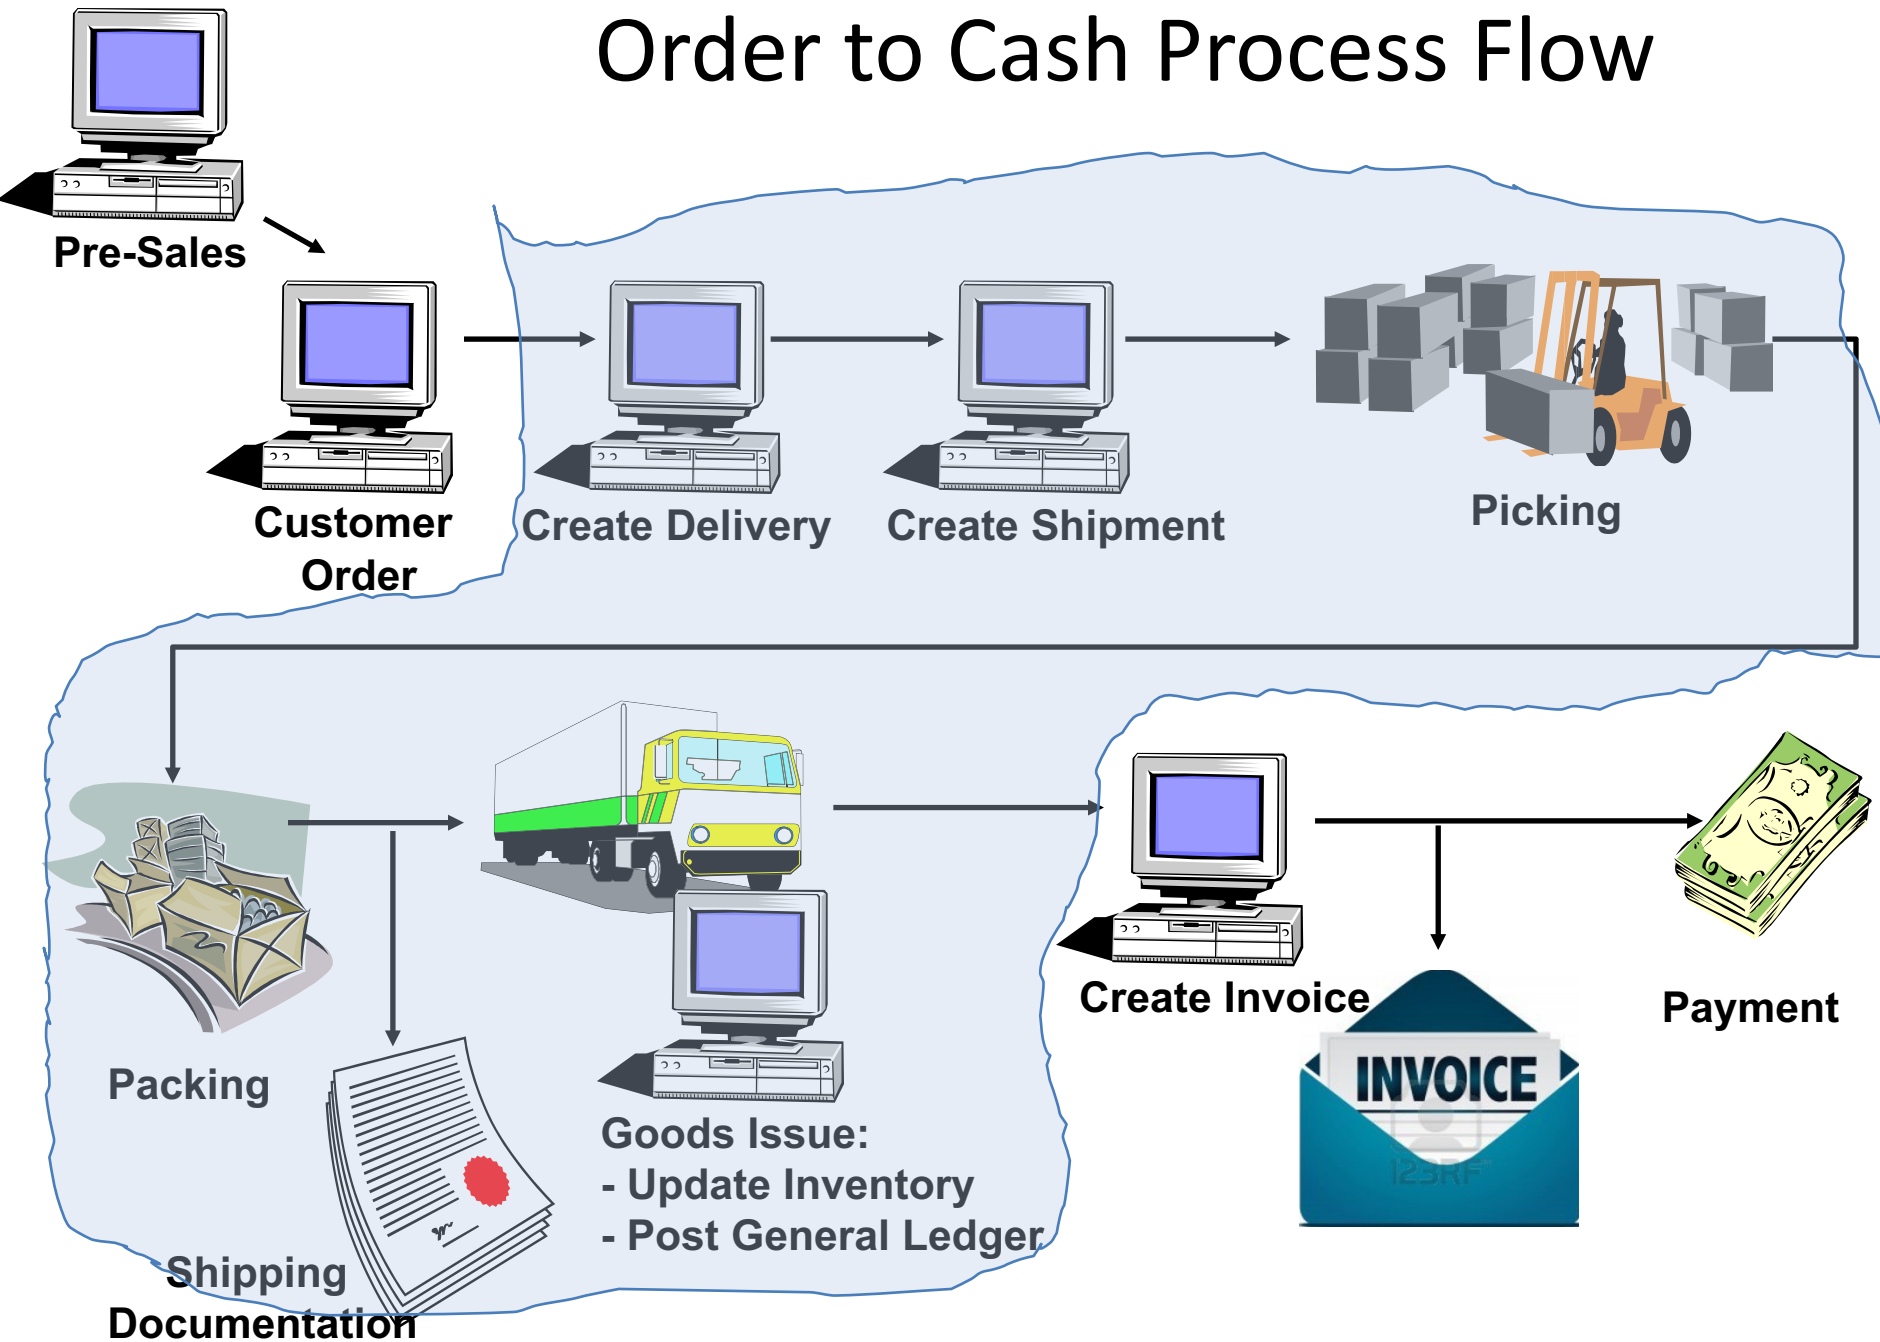 Order to Cash Process Flow
Pre-Sales
Customer
Order
Create Delivery
Create Shipment
Picking
Packing
Shipping
Documentation
Goods Issue:
- Update Inventory
- Post General Ledger
Create Invoice
INVOICE
123RF
Payment